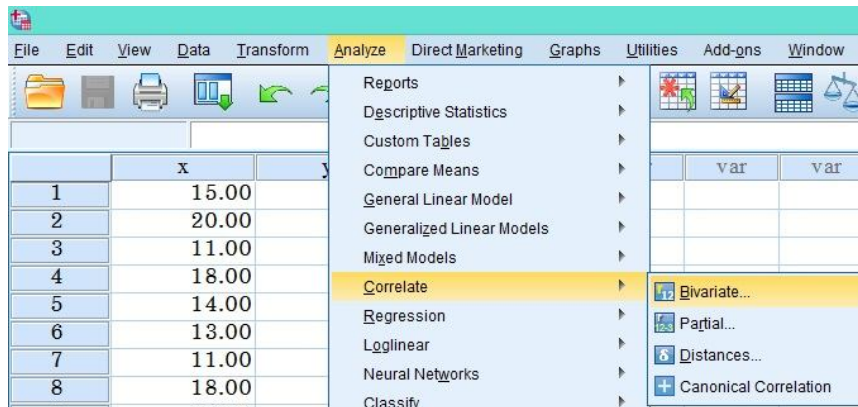 File Edit View Data Transform Analyze Direct Marketing Graphs Utilities Add-ons Window
Reports
Descriptive Statistics
Custom Tables
Compare Means
General Linear Model
Generalized Linear Models
Mixed Models
Correlate
Regression
Loglinear
Neural Networks
Classify
Bivariate...
Partial...
Distances...
Canonical Correlation
x y var var
1 15.00
2 20.00
3 11.00
4 18.00
5 14.00
6 13.00
7 11.00
8 18.00